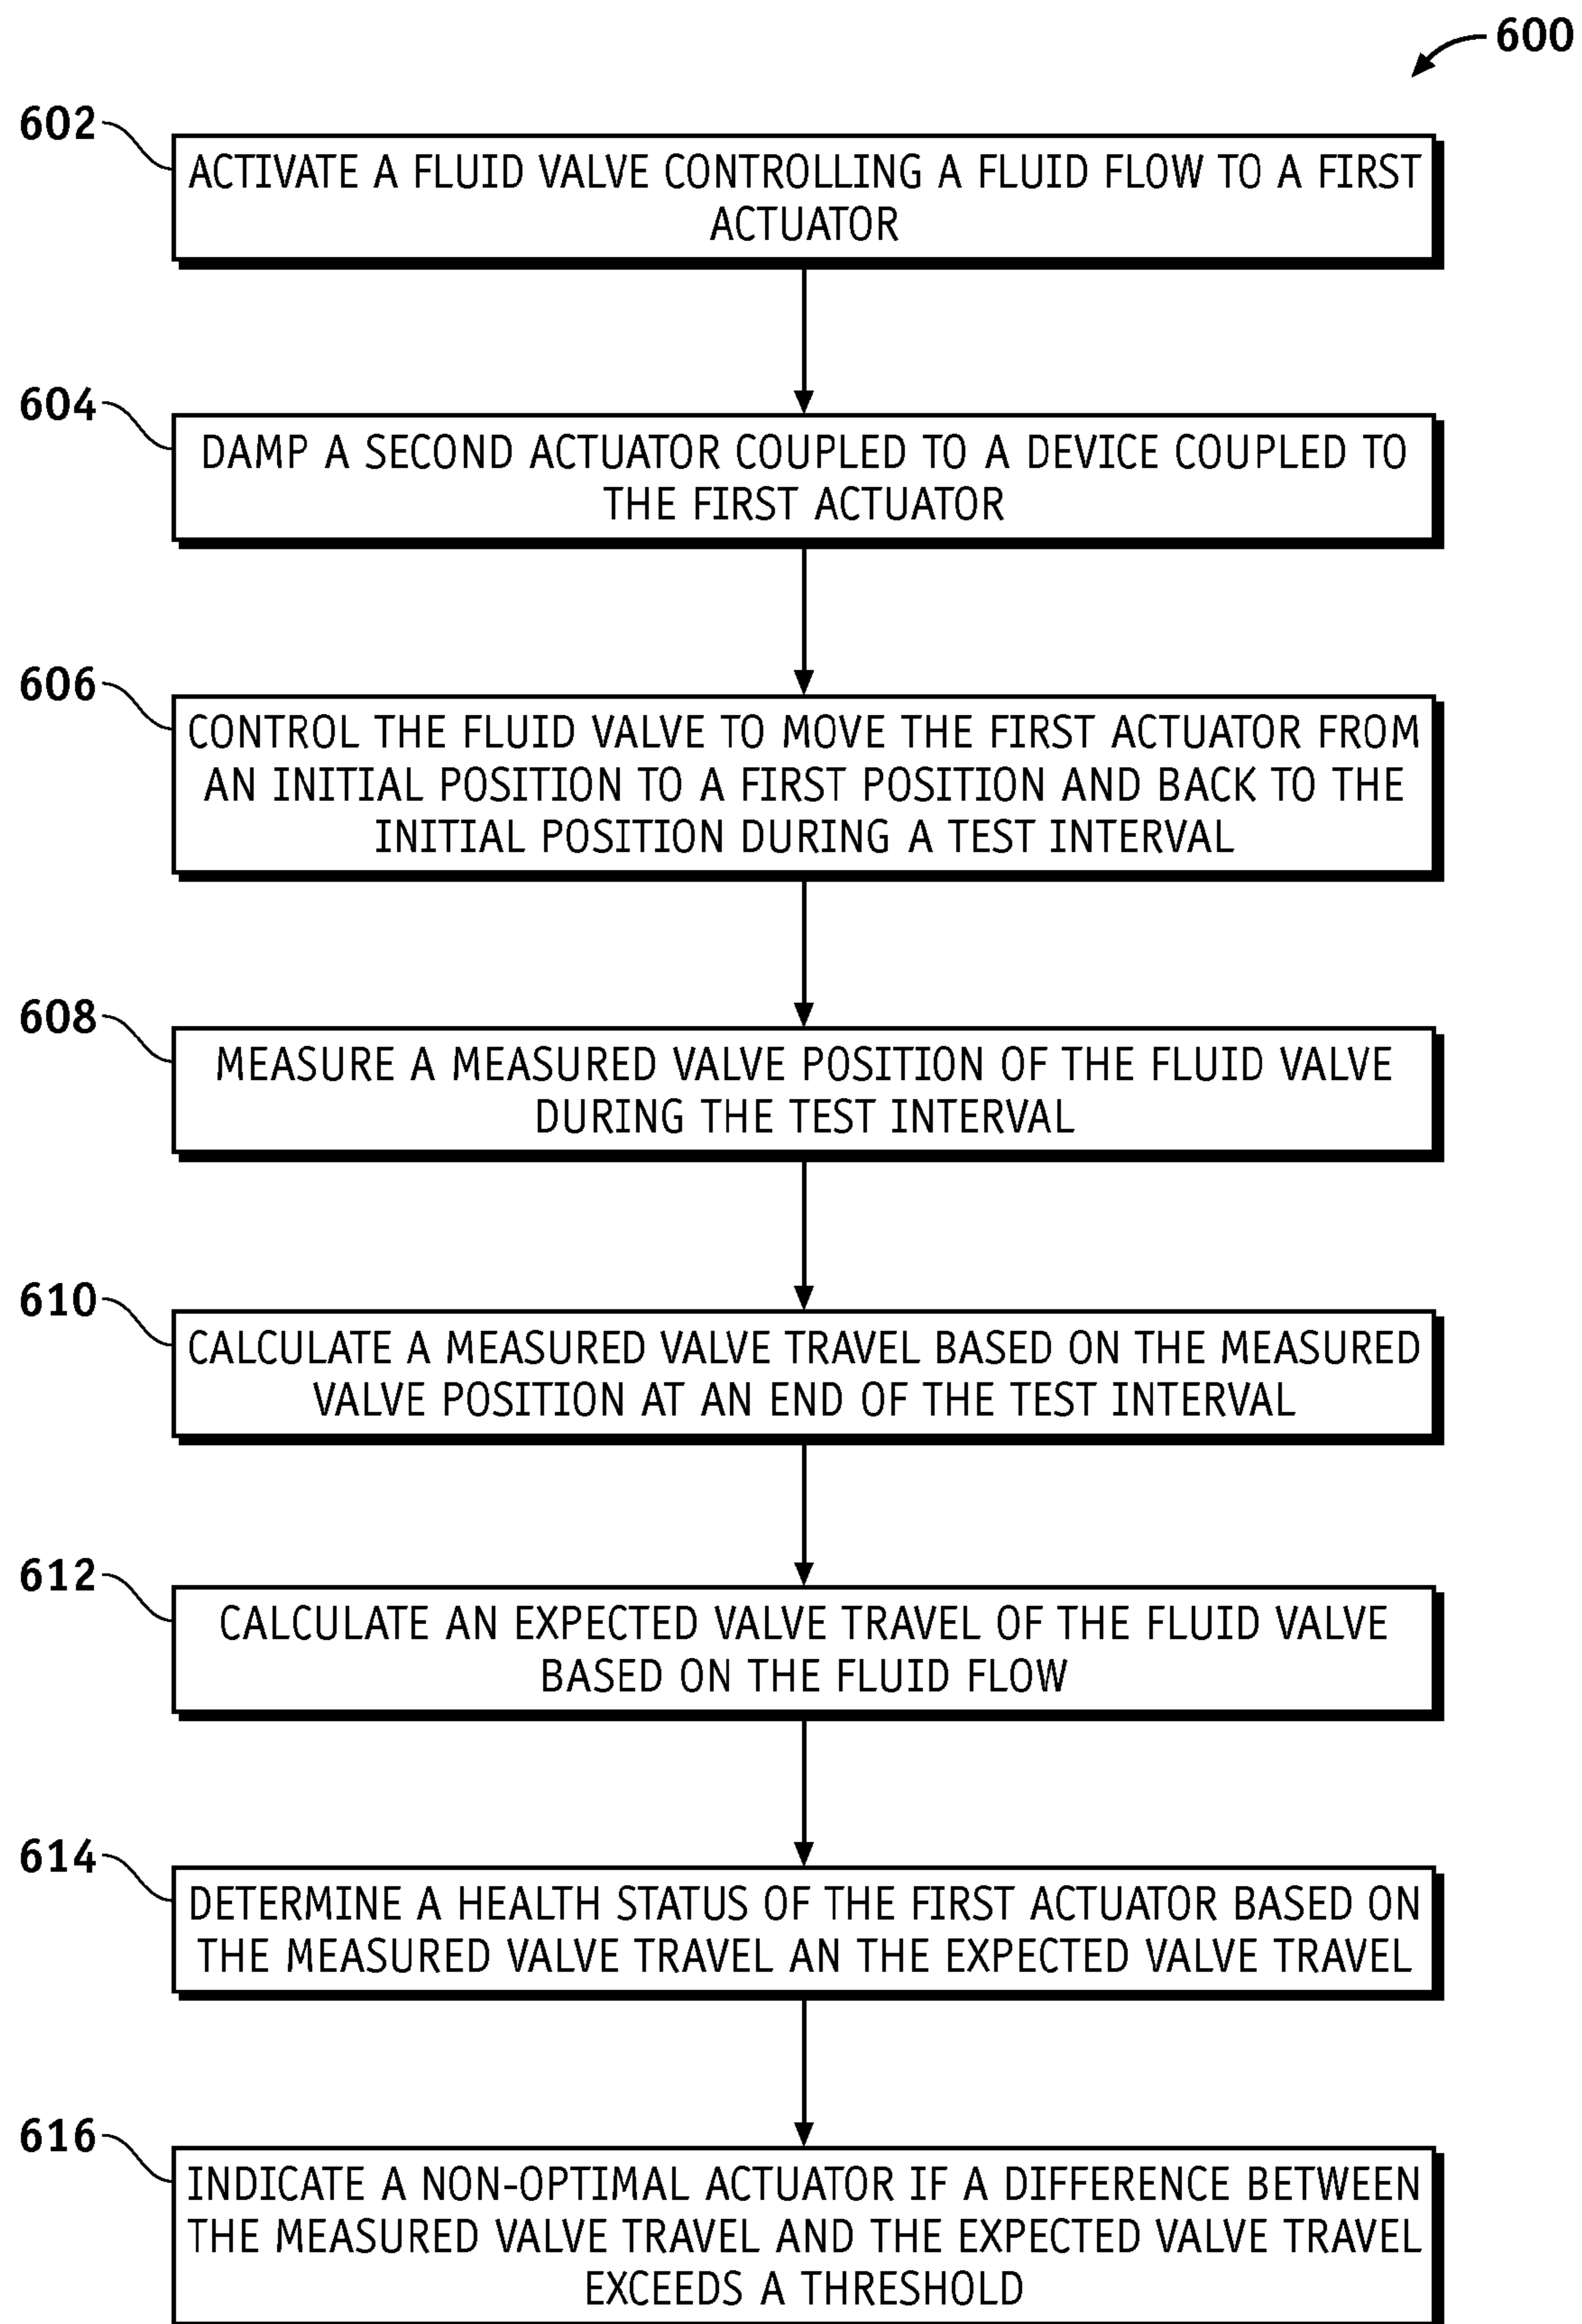 600
602
ACTIVATE A FLUID VALVE CONTROLLING A FLUID FLOW TO A FIRST
ACTUATOR
604
DAMP A SECOND ACTUATOR COUPLED TO A DEVICE COUPLED TO
THE FIRST ACTUATOR
606
CONTROL THE FLUID VALVE TO MOVE THE FIRST ACTUATOR FROM
AN INITIAL POSITION TO A FIRST POSITION AND BACK TO THE
INITIAL POSITION DURING A TEST INTERVAL
608
MEASURE A MEASURED VALVE POSITION OF THE FLUID VALVE
DURING THE TEST INTERVAL
610
CALCULATE A MEASURED VALVE TRAVEL BASED ON THE MEASURED
VALVE POSITION AT AN END OF THE TEST INTERVAL
612
CALCULATE AN EXPECTED VALVE TRAVEL OF THE FLUID VALVE
BASED ON THE FLUID FLOW
614
DETERMINE A HEALTH STATUS OF THE FIRST ACTUATOR BASED ON
THE MEASURED VALVE TRAVEL AN THE EXPECTED VALVE TRAVEL
616
INDICATE A NON-OPTIMAL ACTUATOR IF A DIFFERENCE BETWEEN
THE MEASURED VALVE TRAVEL AND THE EXPECTED VALVE TRAVEL
EXCEEDS A THRESHOLD